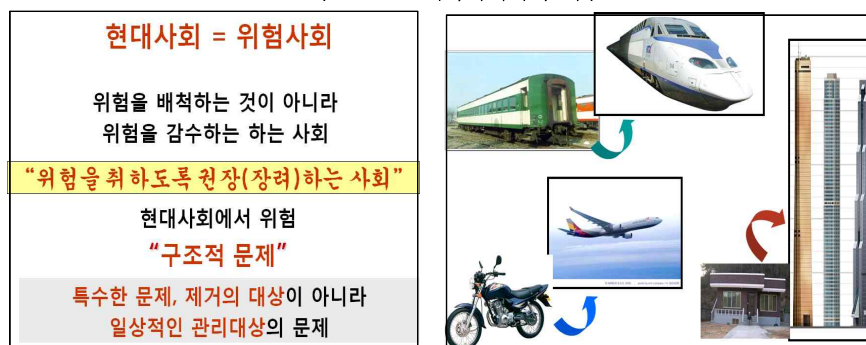 현대사회 = 위험사회
위험을 배척하는 것이 아니라
위험을 감수하는 하는 사회
“위험을 취하도록 권장(장려)하는 사회”
현대사회에서 위험
“구조적 문제”
특수한 문제, 제거의 대상이 아니라
일상적인 관리대상의 문제